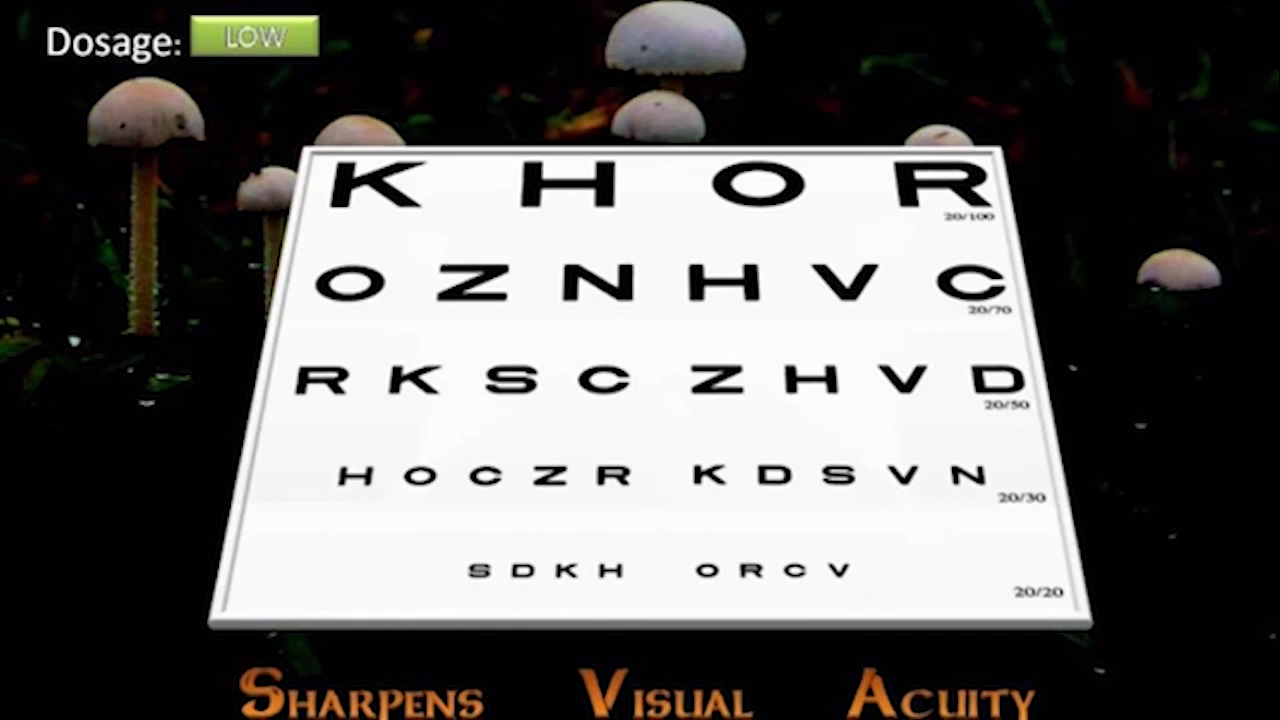 Dosage: LOW
K H O R
20/100
O Z N H V C
20/70
R K S C Z H V D
20/50
H O C Z R K D S V N
20/30
S D K H O R C V
20/20
SHARPENS VISUAL ACUITY